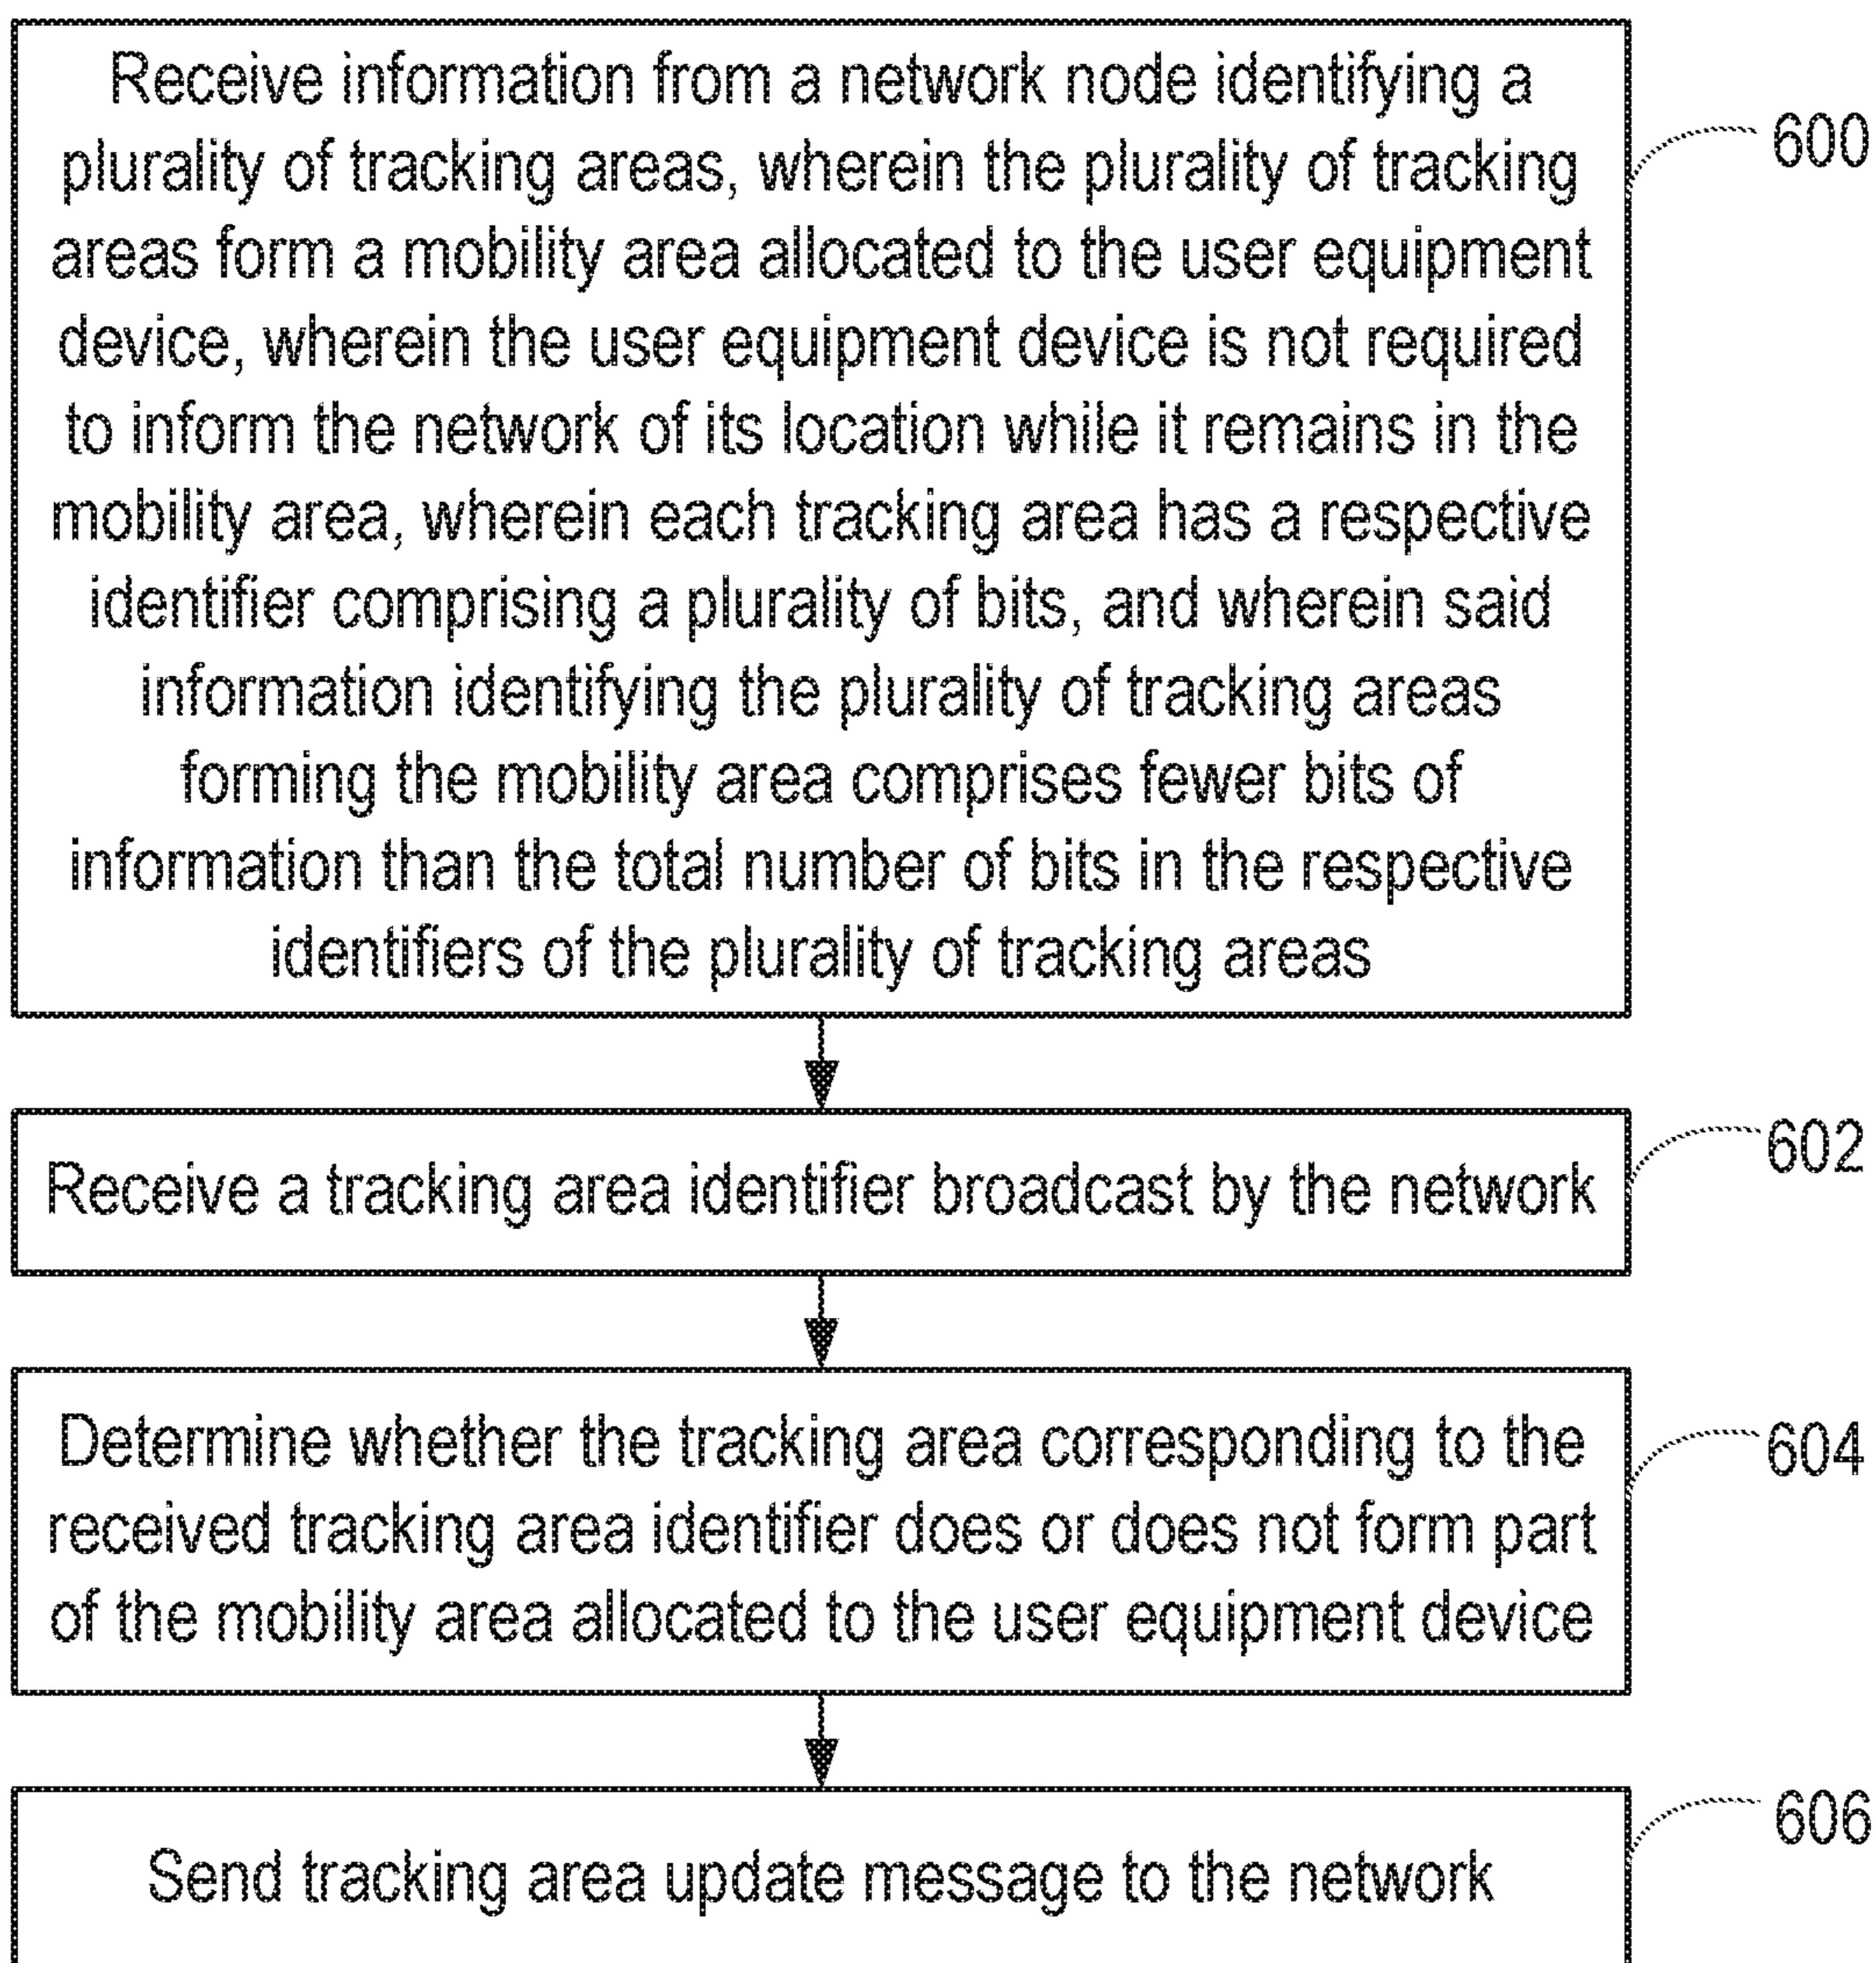 Receive information from a network node identifying a
plurality of tracking areas, wherein the plurality of tracking
areas form a mobility area allocated to the user equipment
device, wherein the user equipment device is not required
to inform the network of its location while it remains in the
mobility area, wherein each tracking area has a respective
identifier comprising a plurality of bits, and wherein said
information identifying the plurality of tracking areas
forming the mobility area comprises fewer bits of
information than the total number of bits in the respective
identifiers of the plurality of tracking areas
600
Receive a tracking area identifier broadcast by the network
602
Determine whether the tracking area corresponding to the
received tracking area identifier does or does not form part
of the mobility area allocated to the user equipment device
604
Send tracking area update message to the network
606